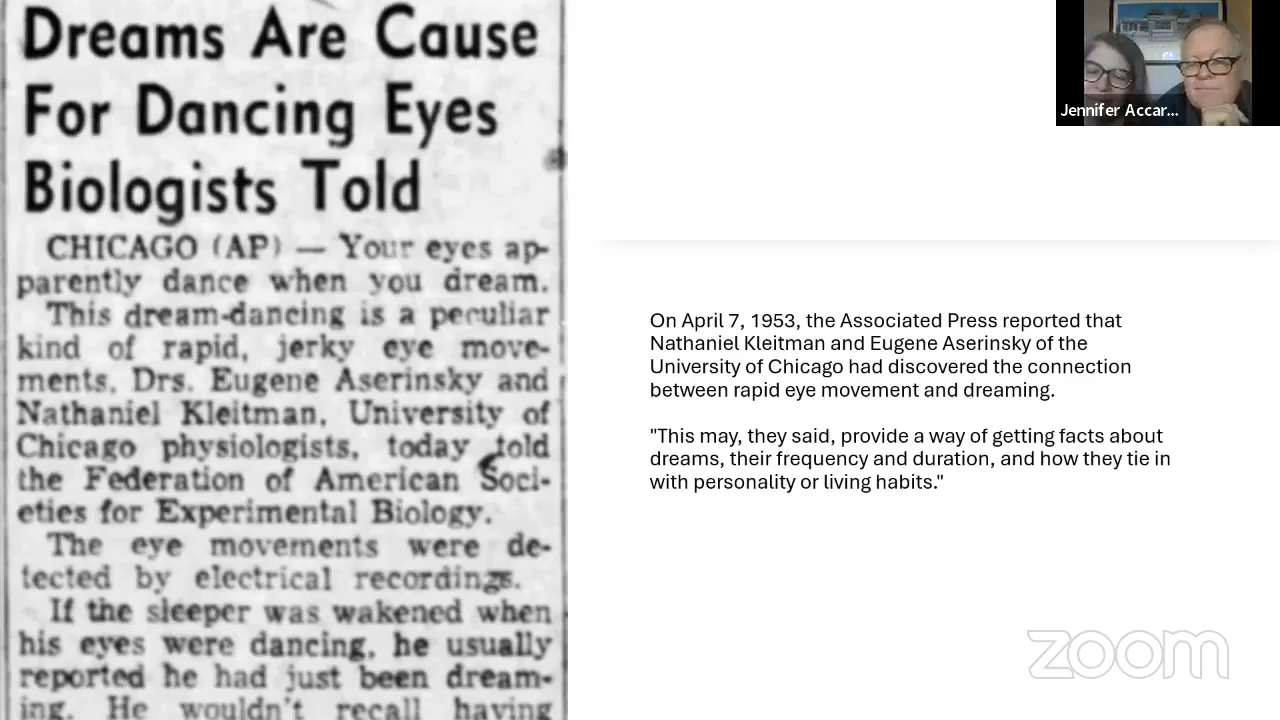 Dreams Are Cause
For Dancing Eyes
Biologists Told
CHICAGO (AP) — Your eyes ap-
parently dance when you dream.
This dream-dancing is a peculiar
kind of rapid, jerky eye move-
ments, Drs. Eugene Aserinsky and
Nathaniel Kleitman, University of
Chicago physiologists, today told
the Federation of American Soci-
eties for Experimental Biology.
The eye movements were de-
tected by electrical recordings.
If the sleeper was wakened when
his eyes were dancing, he usually
reported he had just been dream-
ing. He wouldn't recall having
Jennifer Accar...
On April 7, 1953, the Associated Press reported that
Nathaniel Kleitman and Eugene Aserinsky of the
University of Chicago had discovered the connection
between rapid eye movement and dreaming.
"This may, they said, provide a way of getting facts about
dreams, their frequency and duration, and how they tie in
with personality or living habits."
zoom